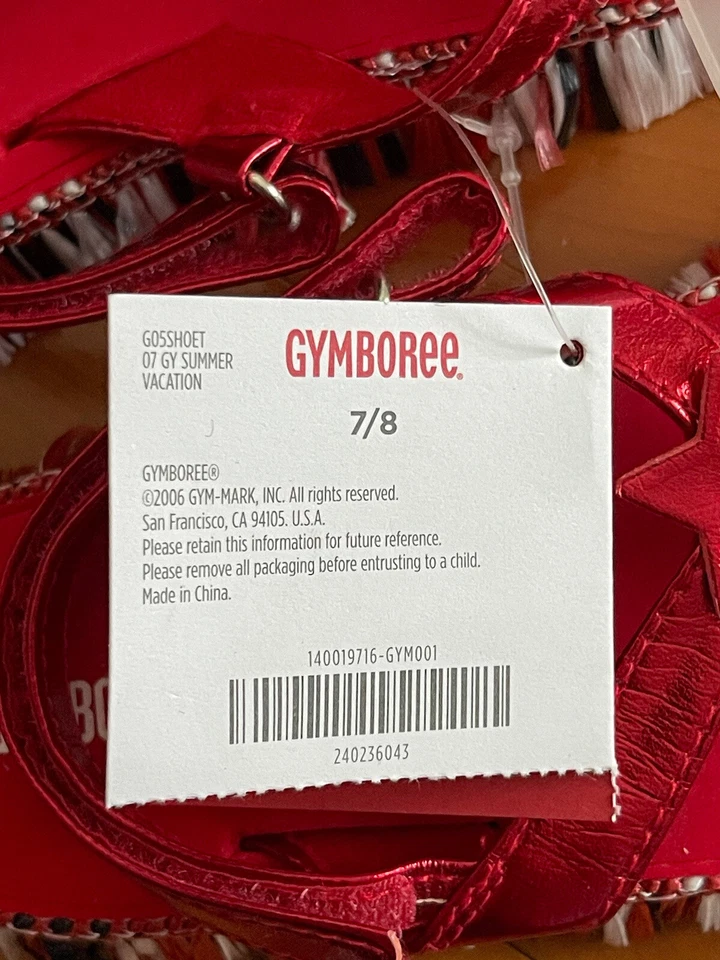 G05SHOET
07 GY SUMMER
VACATION
GYMBOREE®
7/8
GYMBOREE®
©2006 GYM-MARK, INC. All rights reserved.
San Francisco, CA 94105. U.S.A.
Please retain this information for future reference.
Please remove all packaging before entrusting to a child.
Made in China.
140019716-GYM001
240236043